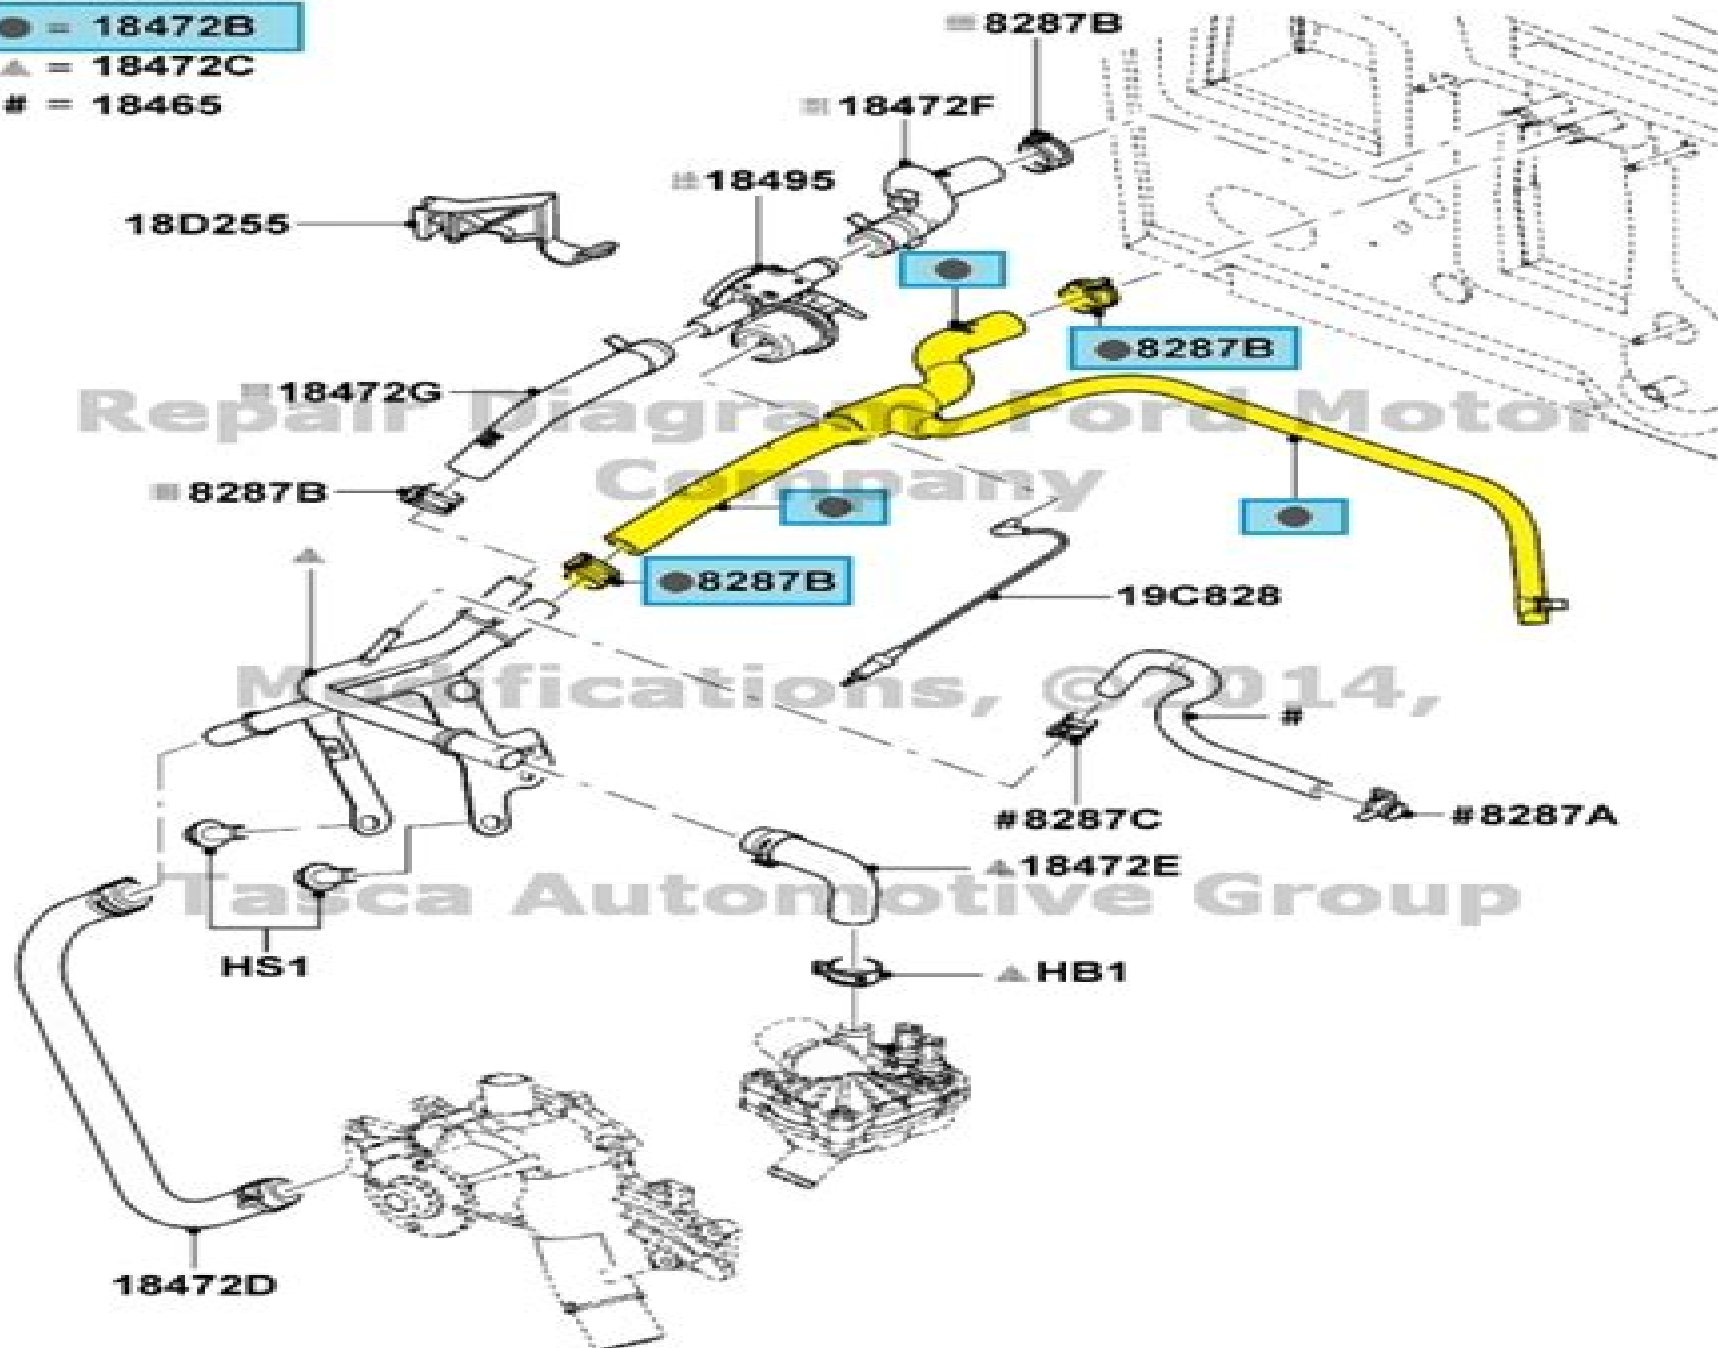 ● = 18472B
▲ = 18472C
# = 18465
8287B
18472F
18495
18D255
●
●8287B
18472G
Repair Diagram, Ford Motor
Company
8287B
●
●
●8287B
▲
19C828
Modifications, ©2014,
#
#8287C
#8287A
▲18472E
Tasca Automotive Group
HS1
▲HB1
18472D